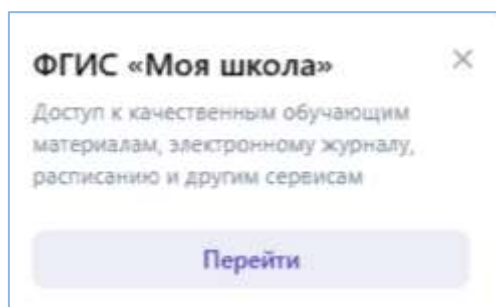 ФГИС «Моя школа»
Доступ к качественным обучающим
материалам, электронному журналу,
расписанию и другим сервисам
Перейти